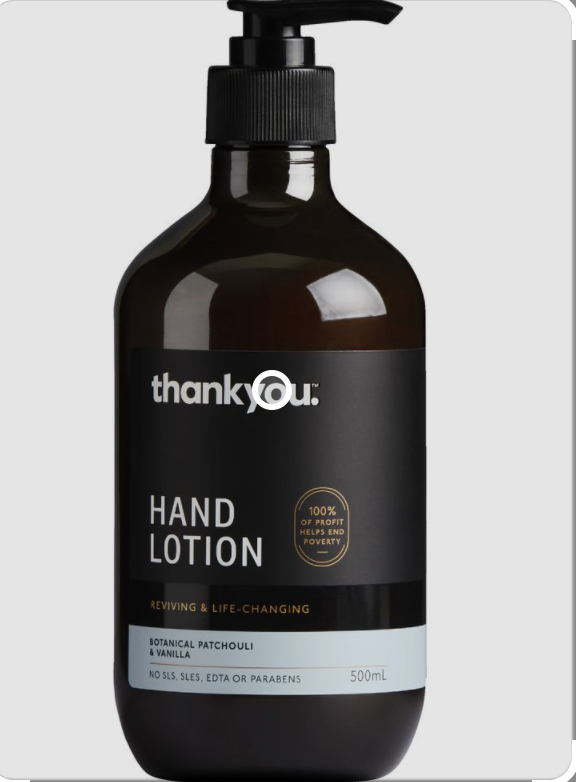 thankyou.™
HAND
LOTION
100%
OF PROFIT
HELPS END
POVERTY
REVIVING & LIFE-CHANGING
BOTANICAL PATCHOULI
& VANILLA
NO SLS, SLES, EDTA OR PARABENS
500mL